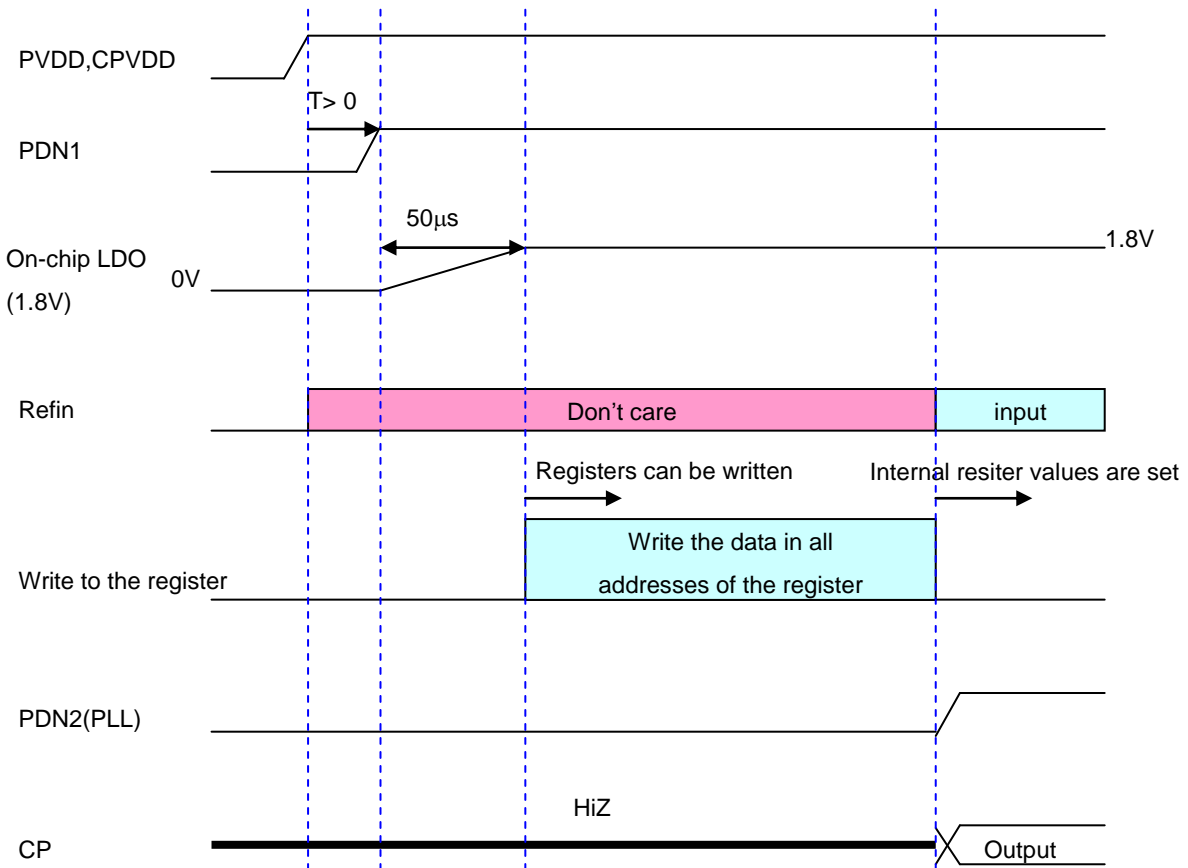 PVDD,CPVDD
T> 0
PDN1
50μs
On-chip LDO
(1.8V)
0V
1.8V
Refin
Don't care
input
Registers can be written
Internal resiter values are set
Write the data in all
addresses of the register
Write to the register
PDN2(PLL)
HiZ
CP
Output